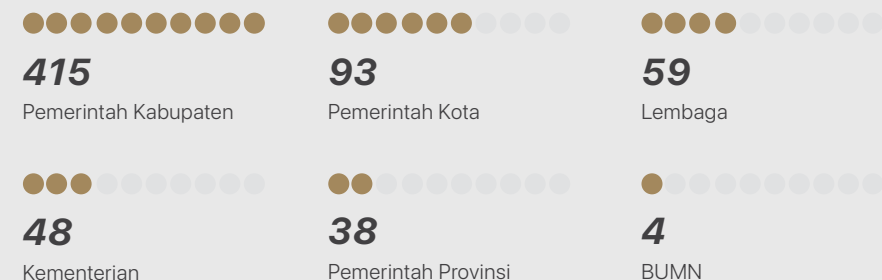 415
Pemerintah Kabupaten
93
Pemerintah Kota
59
Lembaga
48
Kementerian
38
Pemerintah Provinsi
4
BUMN